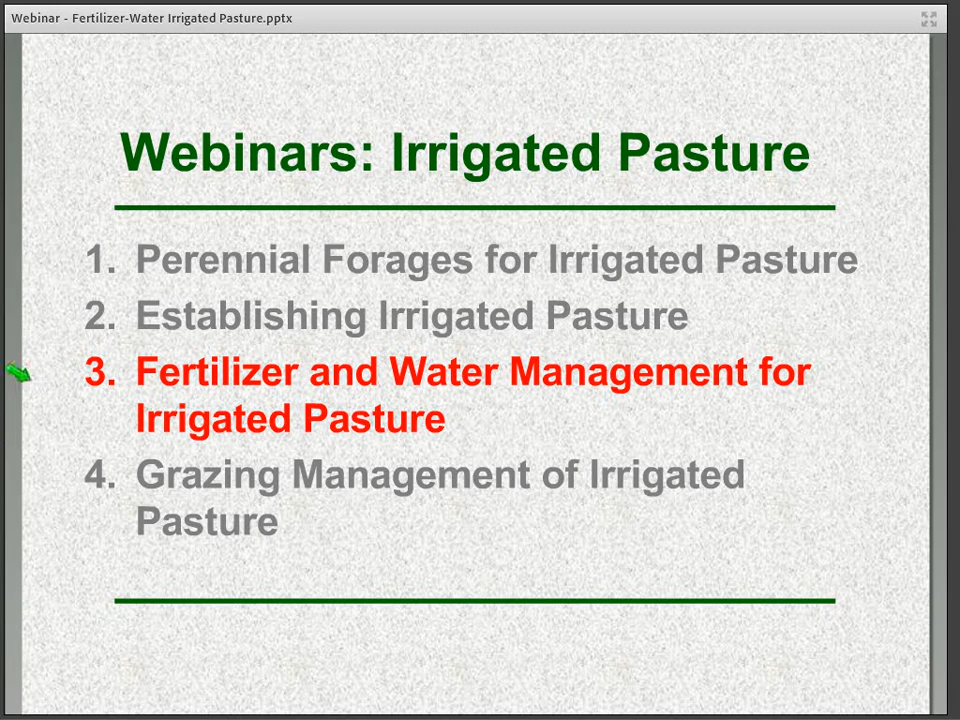 Webinar - Fertilizer-Water Irrigated Pasture.pptx
Webinars: Irrigated Pasture
1. Perennial Forages for Irrigated Pasture
2. Establishing Irrigated Pasture
3. Fertilizer and Water Management for
Irrigated Pasture
4. Grazing Management of Irrigated
Pasture